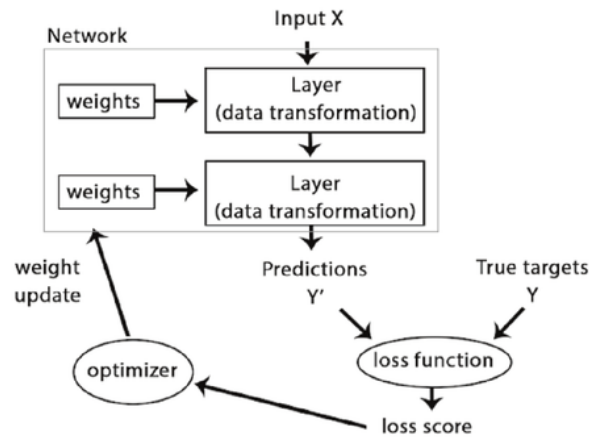 Input X
Network
weights
Layer
(data transformation)
weights
Layer
(data transformation)
weight
update
Predictions
Y'
True targets
Y
optimizer
loss function
loss score